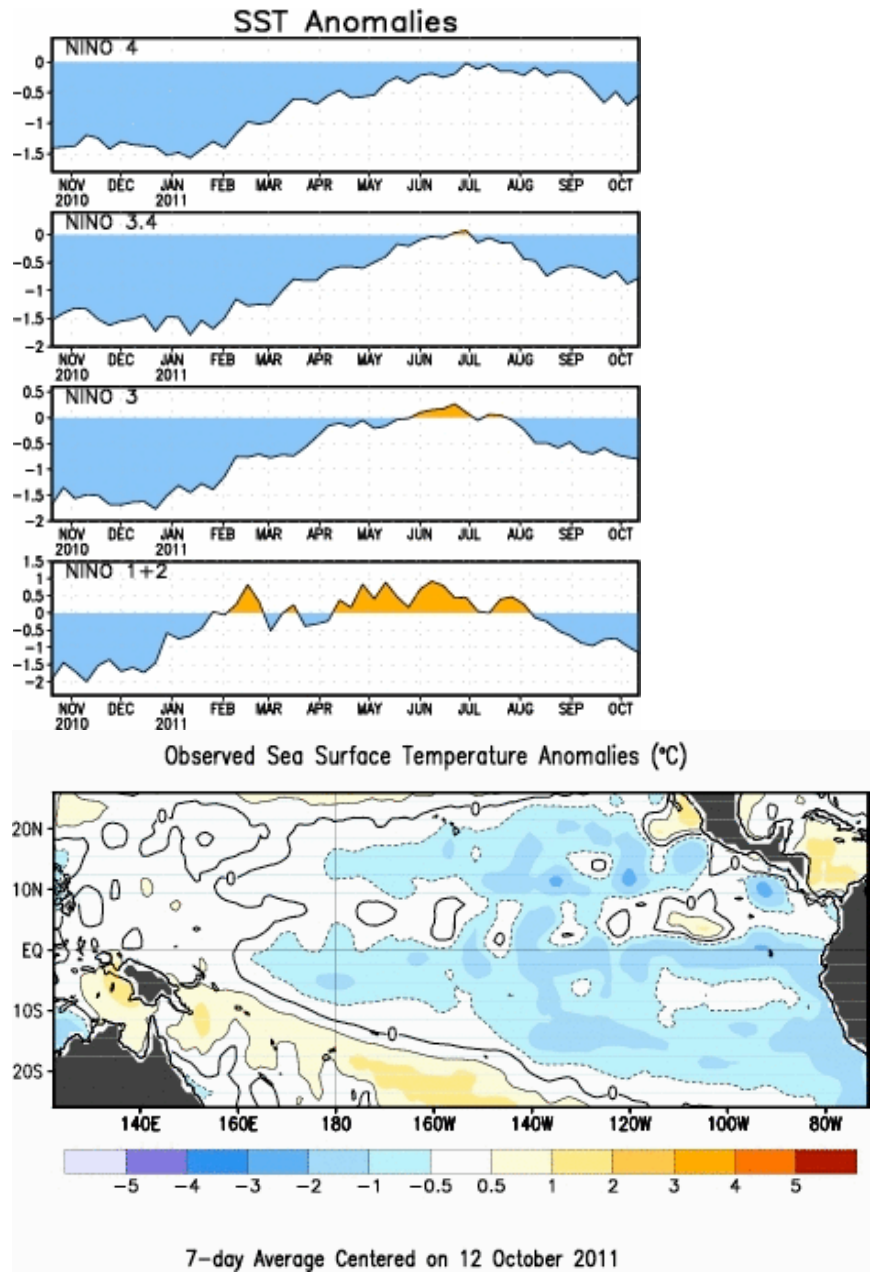 SST Anomalies
NINO 4
0
-0.5
-1
-1.5
NOV DEC JAN FEB MAR APR MAY JUN JUL AUG SEP OCT
2010 2011
NINO 3.4
0
-0.5
-1
-1.5
-2
NOV DEC JAN FEB MAR APR MAY JUN JUL AUG SEP OCT
2010 2011
NINO 3
0.5
0
-0.5
-1
-1.5
-2
NOV DEC JAN FEB MAR APR MAY JUN JUL AUG SEP OCT
2010 2011
NINO 1+2
1.5
1
0.5
0
-0.5
-1
-1.5
-2
NOV DEC JAN FEB MAR APR MAY JUN JUL AUG SEP OCT
2010 2011
Observed Sea Surface Temperature Anomalies (°C)
20N
10N
EQ
10S
20S
0
0
0
0
0
0
140E 160E 180 160W 140W 120W 100W 80W
-5 -4 -3 -2 -1 -0.5 0.5 1 2 3 4 5
7-day Average Centered on 12 October 2011